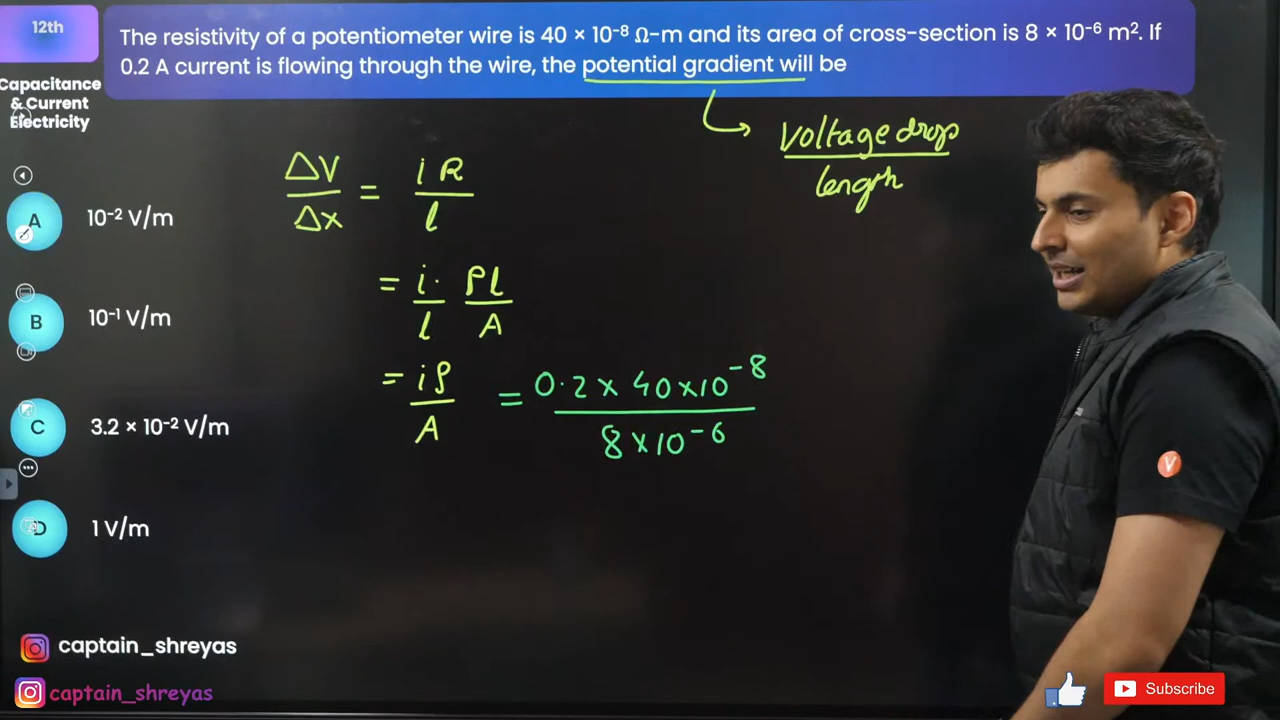 12th
The resistivity of a potentiometer wire is 40 × 10⁻⁸ Ω-m and its area of cross-section is 8 × 10⁻⁶ m². If
0.2 A current is flowing through the wire, the potential gradient will be
Capacitance
& Current
Electricity
voltage drop
length
ΔV/Δx = iR/l
= i/l · ρl/A
= iρ/A = 0.2 × 40 × 10⁻⁸ / 8 × 10⁻⁶
A 10⁻² V/m
B 10⁻¹ V/m
C 3.2 × 10⁻² V/m
D 1 V/m
V
captain_shreyas
captain_shreyas
Subscribe